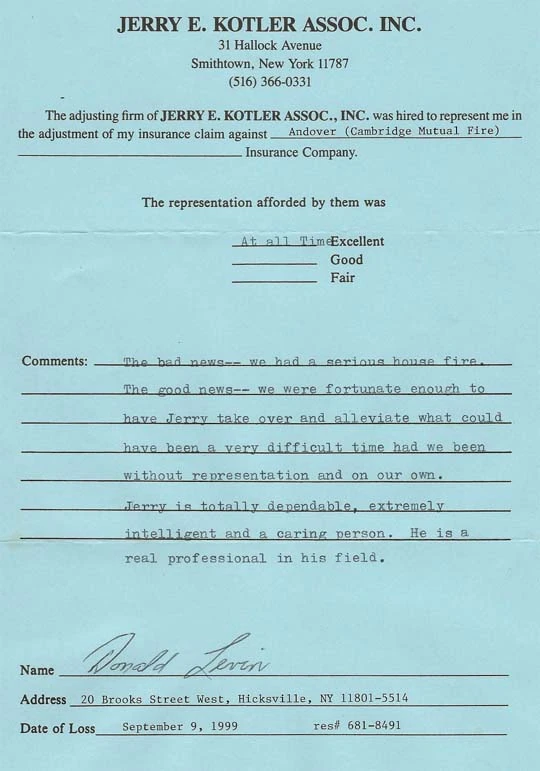 JERRY E. KOTLER ASSOC. INC.
31 Hallock Avenue
Smithtown, New York 11787
(516) 366-0331
The adjusting firm of JERRY E. KOTLER ASSOC., INC. was hired to represent me in
the adjustment of my insurance claim against Andover (Cambridge Mutual Fire)
Insurance Company.
The representation afforded by them was
At all Time Excellent
Good
Fair
Comments: The bad news-- we had a serious house fire.
The good news-- we were fortunate enough to
have Jerry take over and alleviate what could
have been a very difficult time had we been
without representation and on our own.
Jerry is totally dependable, extremely
intelligent and a caring person. He is a
real professional in his field.
Name Donald Levin
Address 20 Brooks Street West, Hicksville, NY 11801-5514
Date of Loss September 9, 1999 res# 681-8491